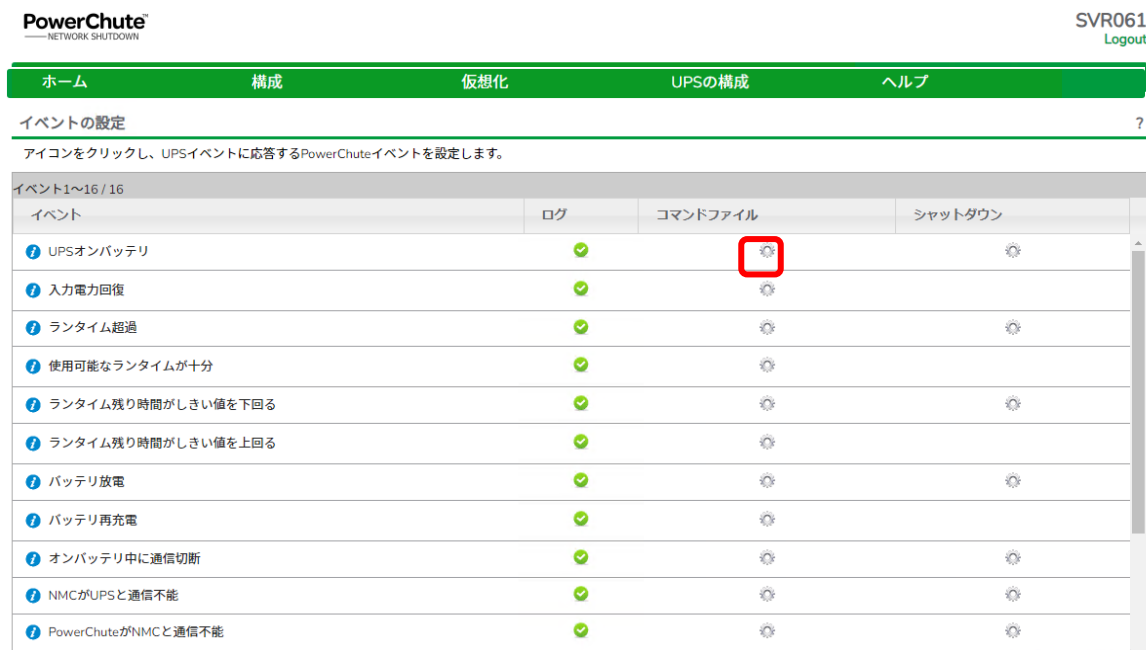 PowerChute™
NETWORK SHUTDOWN
SVR061
Logout
ホーム 構成 仮想化 UPSの構成 ヘルプ
イベントの設定 ?
アイコンをクリックし、UPSイベントに応答するPowerChuteイベントを設定します。
イベント1〜16 / 16
イベント ログ コマンドファイル シャットダウン
UPSオンバッテリ
入力電力回復
ランタイム超過
使用可能なランタイムが十分
ランタイム残り時間がしきい値を下回る
ランタイム残り時間がしきい値を上回る
バッテリ放電
バッテリ再充電
オンバッテリ中に通信切断
NMCがUPSと通信不能
PowerChuteがNMCと通信不能